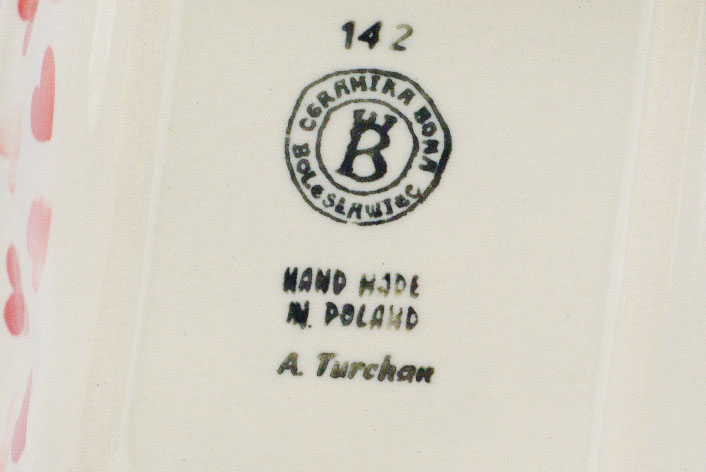 142
CERAMIKA BONA
BOLESŁAWIEC
B
HAND MADE
IN POLAND
A. Turchan